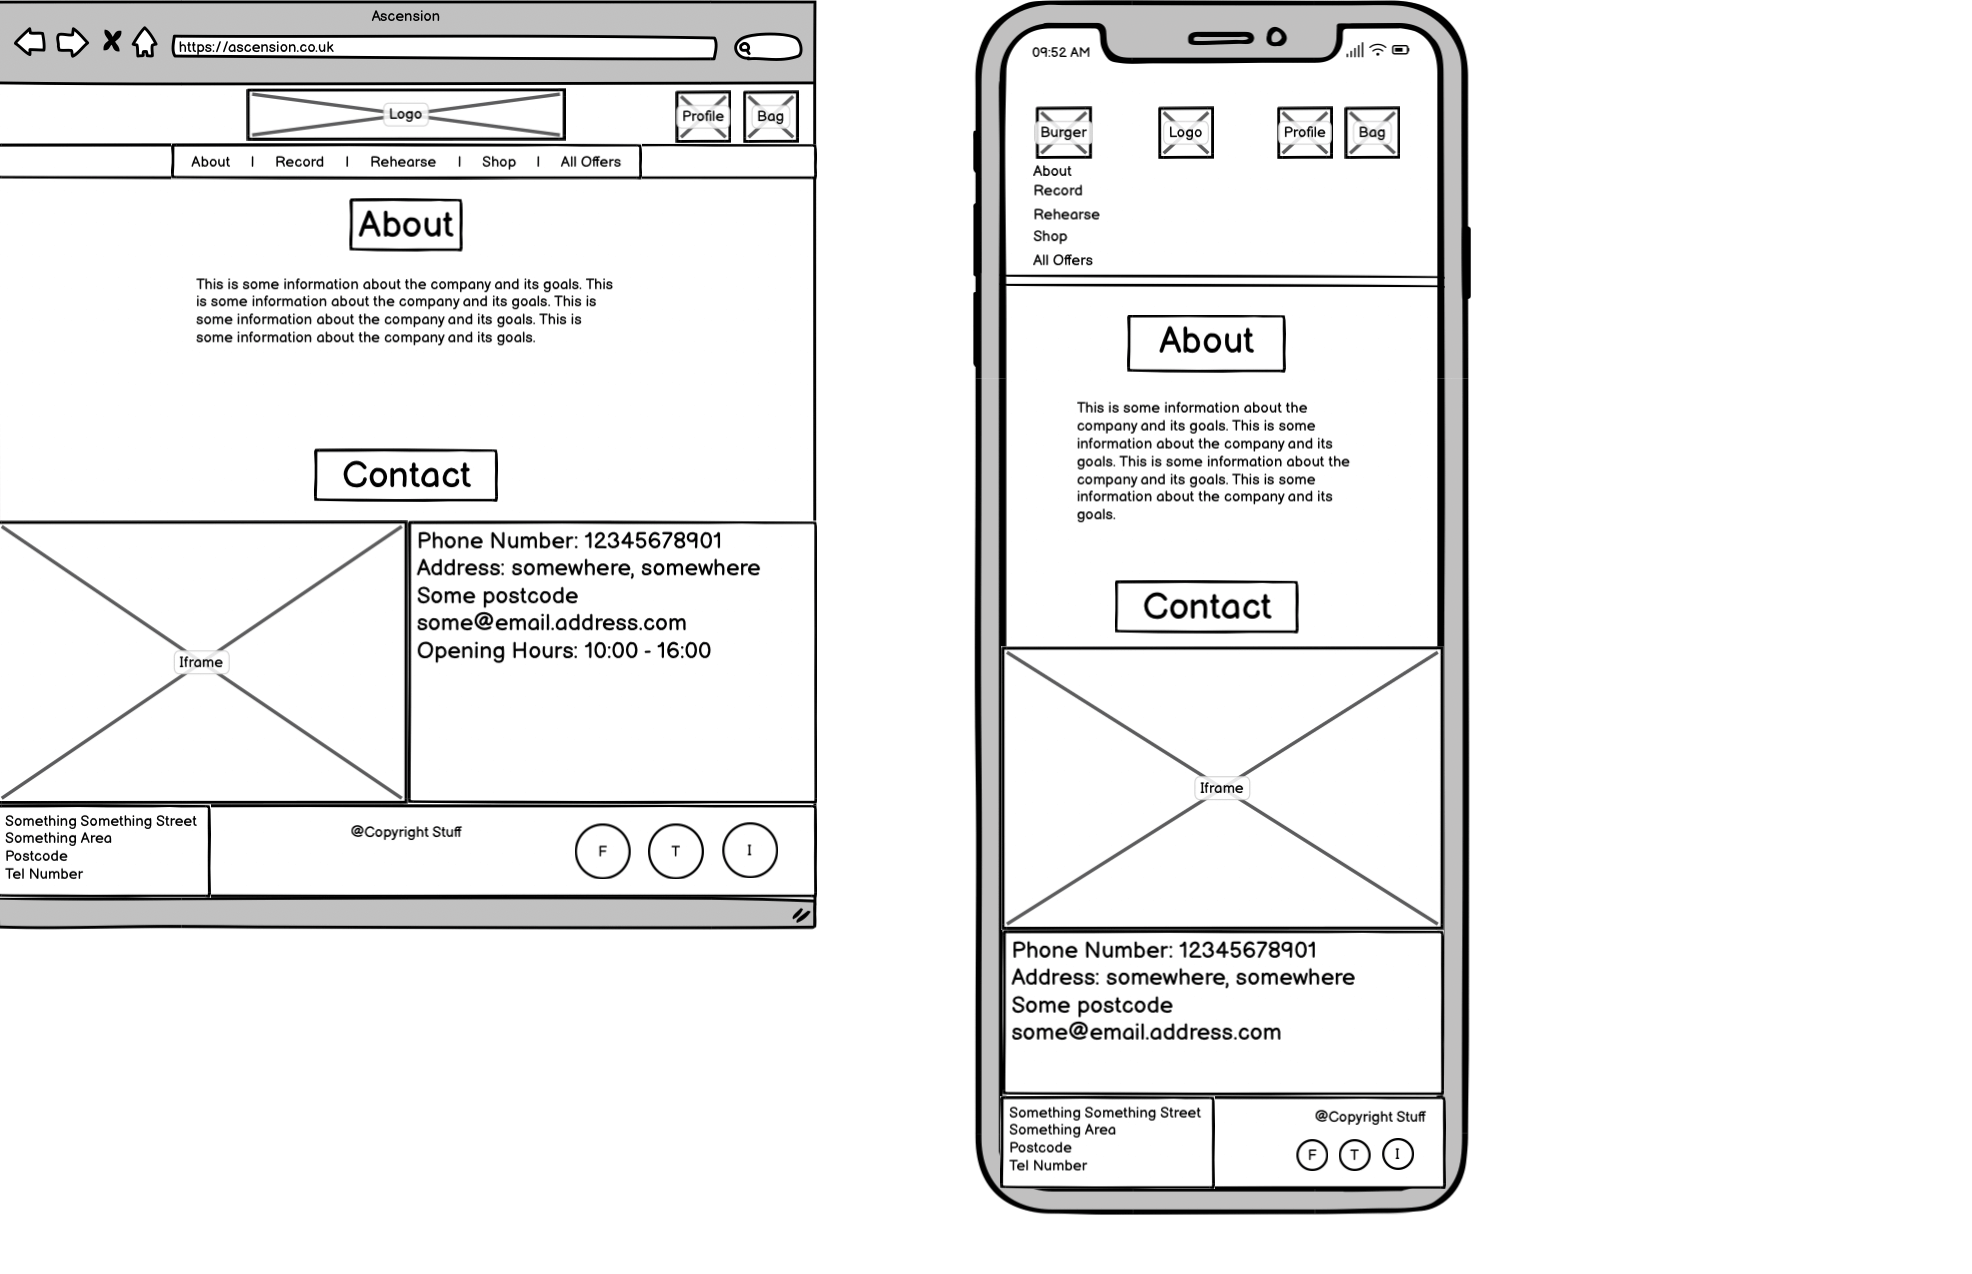 Ascension
https://ascension.co.uk
Logo
Profile
Bag
About | Record | Rehearse | Shop | All Offers
About
This is some information about the company and its goals. This
is some information about the company and its goals. This is
some information about the company and its goals. This is
some information about the company and its goals.
Contact
Iframe
Phone Number: 12345678901
Address: somewhere, somewhere
Some postcode
some@email.address.com
Opening Hours: 10:00 - 16:00
Something Something Street
Something Area
Postcode
Tel Number
@Copyright Stuff
F
T
I
09:52 AM
Burger
Logo
Profile
Bag
About
Record
Rehearse
Shop
All Offers
About
This is some information about the
company and its goals. This is some
information about the company and its
goals. This is some information about the
company and its goals. This is some
information about the company and its
goals.
Contact
Iframe
Phone Number: 12345678901
Address: somewhere, somewhere
Some postcode
some@email.address.com
Something Something Street
Something Area
Postcode
Tel Number
@Copyright Stuff
F
T
I